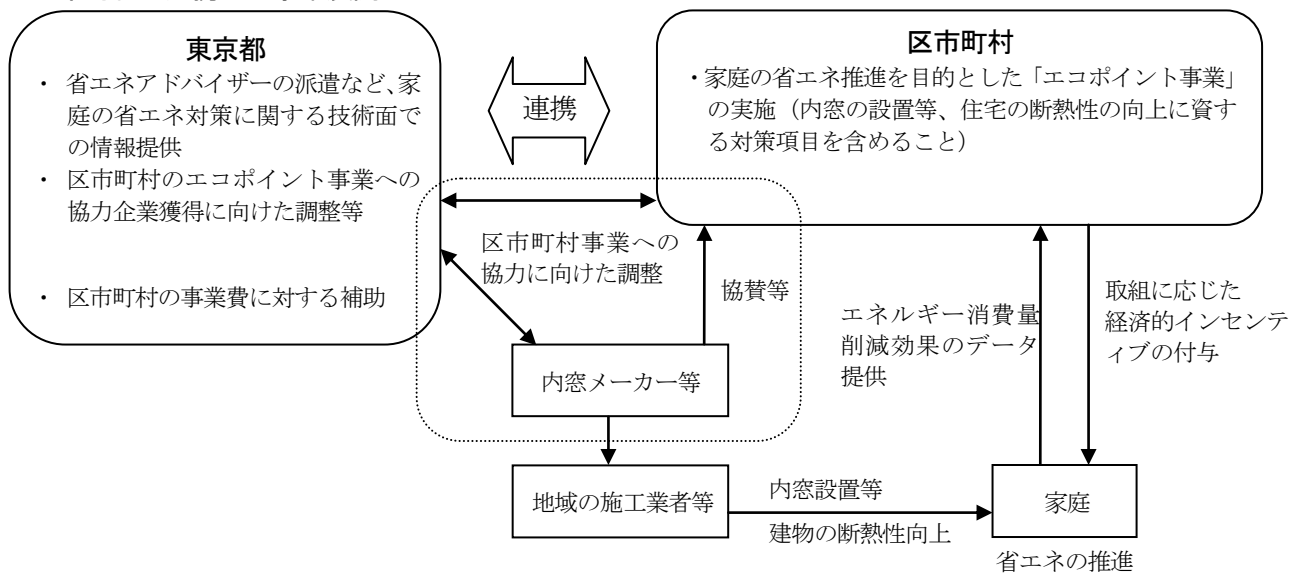 東京都
・ 省エネアドバイザーの派遣など、家
庭の省エネ対策に関する技術面で
の情報提供
・ 区市町村のエコポイント事業への
協力企業獲得に向けた調整等
・ 区市町村の事業費に対する補助
連携
区市町村
・家庭の省エネ推進を目的とした「エコポイント事業」
の実施(内窓の設置等、住宅の断熱性の向上に資す
る対策項目を含めること)
区市町村事業への
協力に向けた調整
協賛等
エネルギー消費量
削減効果のデータ
提供
取組に応じた
経済的インセンテ
ィブの付与
内窓メーカー等
地域の施工業者等
内窓設置等
建物の断熱性向上
家庭
省エネの推進